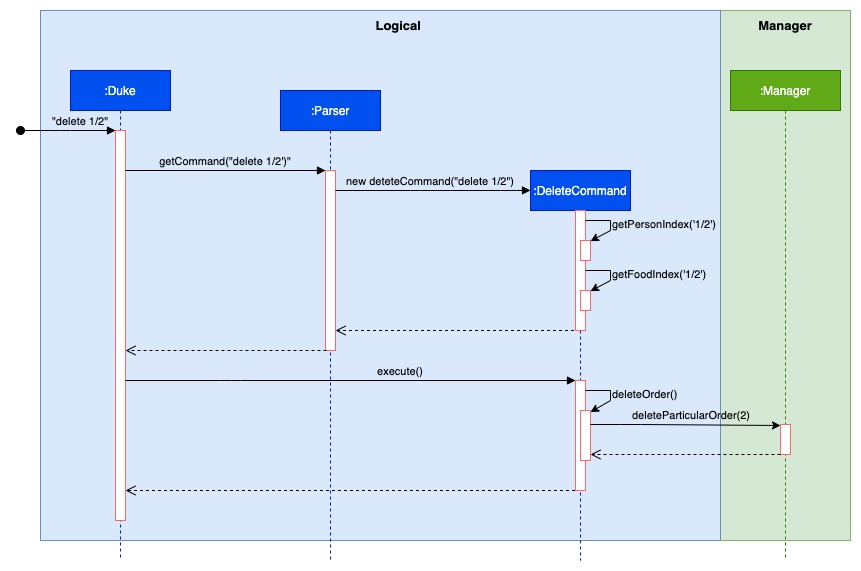 Logical
Manager
:Duke
:Parser
:Manager
"delete 1/2"
getCommand("delete 1/2')"
new deteteCommand("delete 1/2")
:DeleteCommand
getPersonIndex('1/2')
getFoodIndex('1/2')
execute()
deleteOrder()
deleteParticularOrder(2)